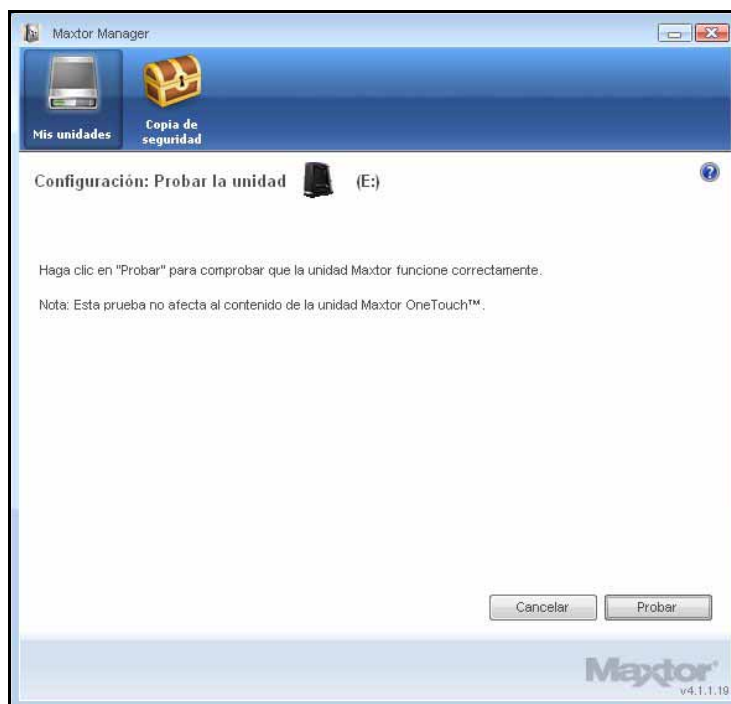 Maxtor Manager
Mis unidades
Copia de
seguridad
Configuración: Probar la unidad (E:)
Haga clic en "Probar" para comprobar que la unidad Maxtor funcione correctamente.
Nota: Esta prueba no afecta al contenido de la unidad Maxtor OneTouch™.
Cancelar Probar
Maxtor
v4.1.1.19